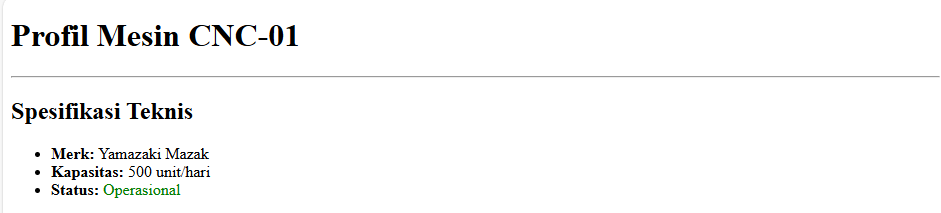 Profil Mesin CNC-01
Spesifikasi Teknis
Merk: Yamazaki Mazak
Kapasitas: 500 unit/hari
Status: Operasional